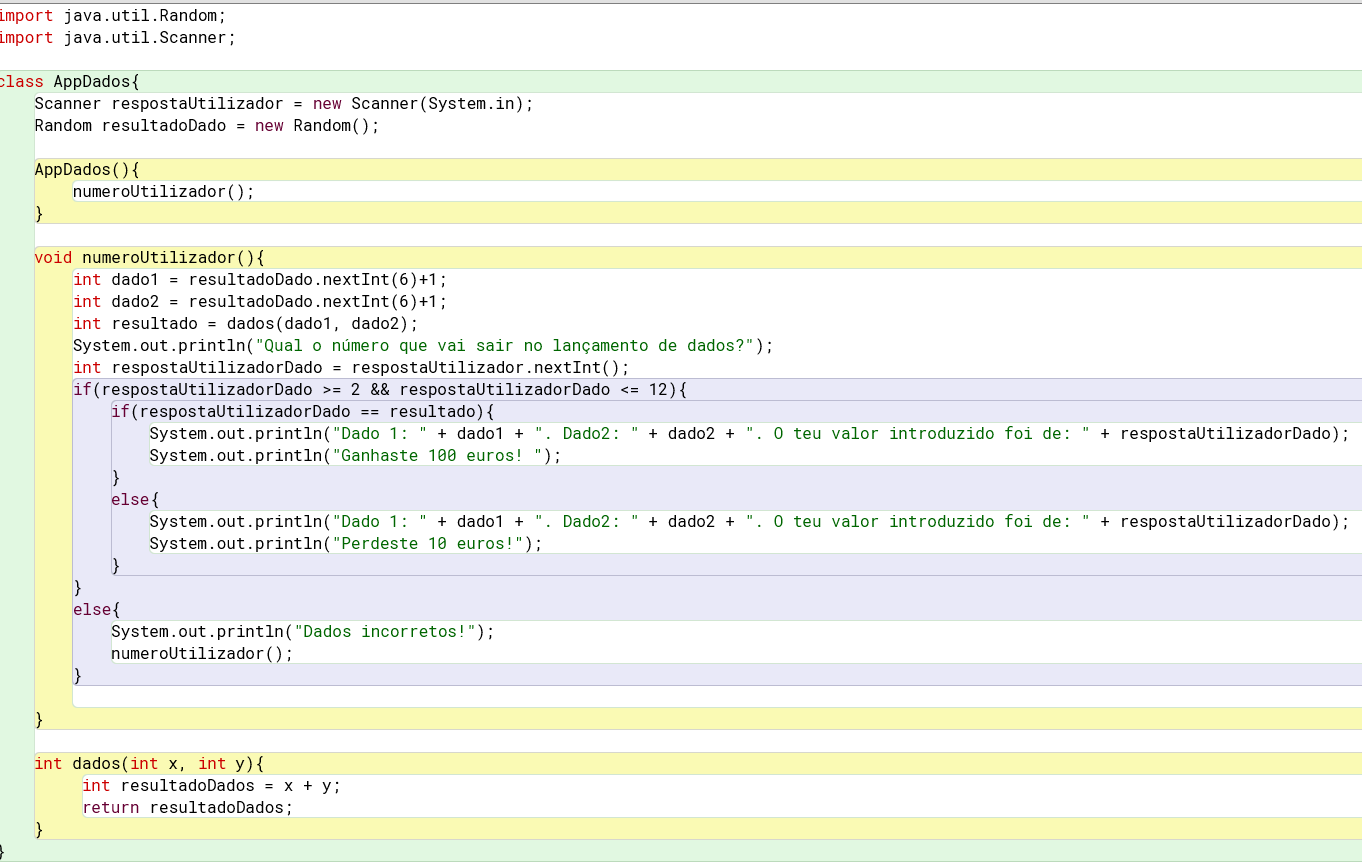 import java.util.Random;
import java.util.Scanner;
class AppDados{
Scanner respostaUtilizador = new Scanner(System.in);
Random resultadoDado = new Random();
AppDados(){
numeroUtilizador();
}
void numeroUtilizador(){
int dado1 = resultadoDado.nextInt(6)+1;
int dado2 = resultadoDado.nextInt(6)+1;
int resultado = dados(dado1, dado2);
System.out.println("Qual o número que vai sair no lançamento de dados?");
int respostaUtilizadorDado = respostaUtilizador.nextInt();
if(respostaUtilizadorDado >= 2 && respostaUtilizadorDado <= 12){
if(respostaUtilizadorDado == resultado){
System.out.println("Dado 1: " + dado1 + ". Dado2: " + dado2 + ". O teu valor introduzido foi de: " + respostaUtilizadorDado);
System.out.println("Ganhaste 100 euros! ");
}
else{
System.out.println("Dado 1: " + dado1 + ". Dado2: " + dado2 + ". O teu valor introduzido foi de: " + respostaUtilizadorDado);
System.out.println("Perdeste 10 euros!");
}
}
else{
System.out.println("Dados incorretos!");
numeroUtilizador();
}
}
int dados(int x, int y){
int resultadoDados = x + y;
return resultadoDados;
}
}